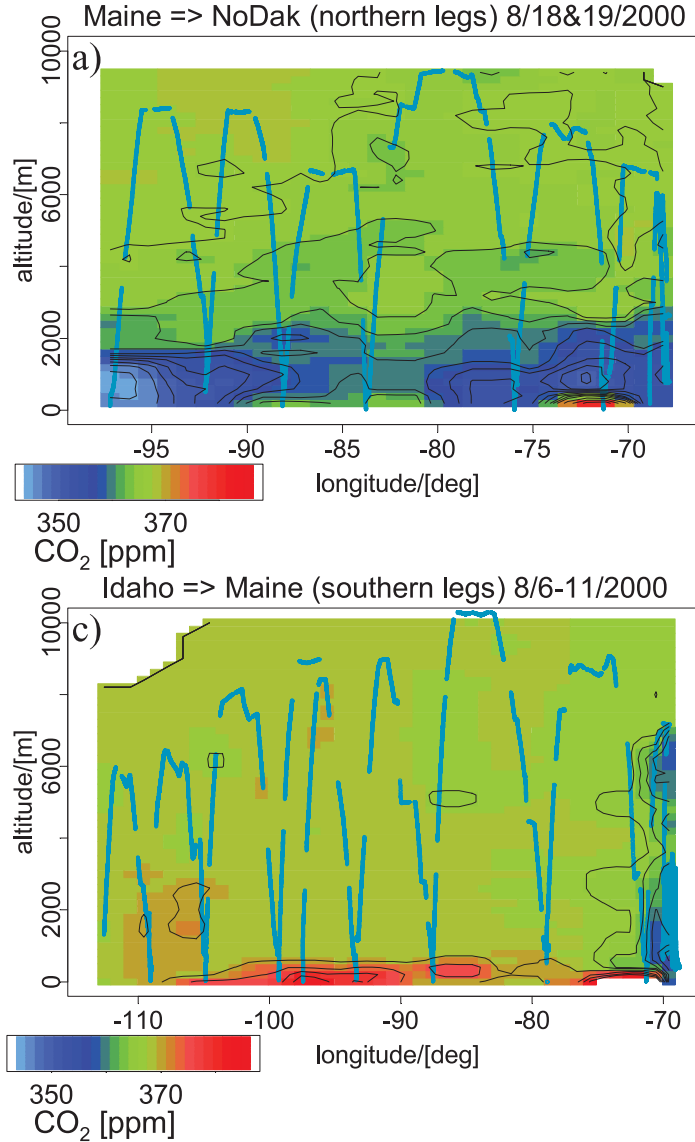 Maine => NoDak (northern legs) 8/18&19/2000
a)
10000
6000
2000
0
altitude/[m]
-95 -90 -85 -80 -75 -70
longitude/[deg]
350 370
CO₂ [ppm]
Idaho => Maine (southern legs) 8/6-11/2000
c)
10000
6000
2000
0
altitude/[m]
-110 -100 -90 -80 -70
longitude/[deg]
350 370
CO₂ [ppm]